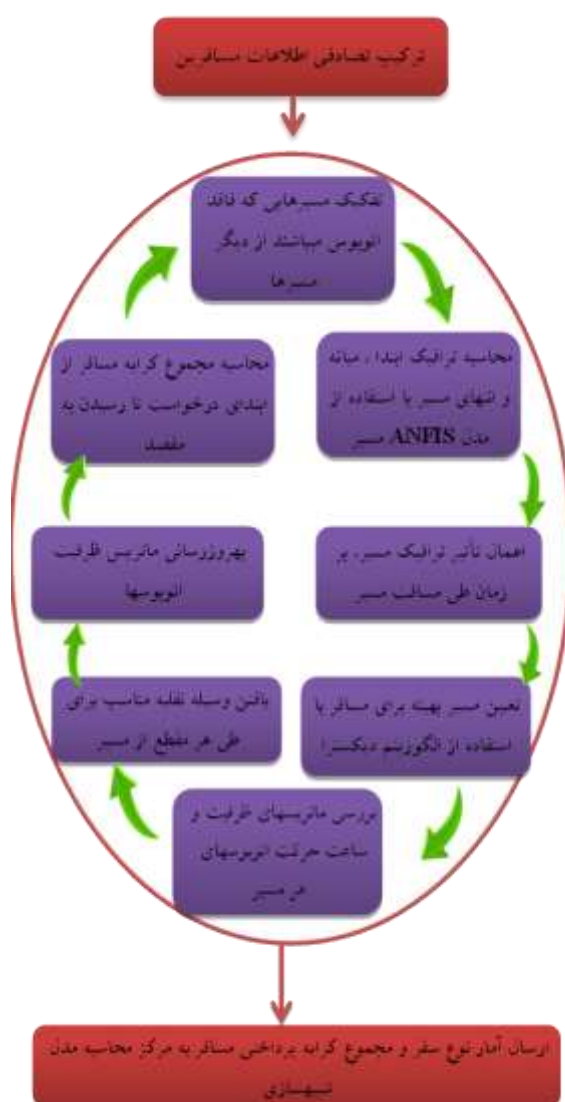 ترکیب تصادفی اطلاعات مسافرین
تفکیک مسیرهایی که فاقد
اتوبوس میباشند از دیگر
مسیرها
محاسبه ترافیک ابتدا ، میانه
و انتهای مسیر با استفاده از
مدل ANFIS مسیر
اعمال تأثیر ترافیک مسیر، بر
زمان طی مسافت مسیر
تعیین مسیر بهینه برای مسافر با
استفاده از الگوریتم دیکسترا
بررسی ماتریسهای ظرفیت و
ساعت حرکت اتوبوسهای
هر مسیر
یافتن وسیله نقلیه مناسب برای
طی هر مقطع از مسیر
بهروزرسانی ماتریس ظرفیت
اتوبوسها
محاسبه مجموع کرایه مسافر از
ابتدای درخواست تا رسیدن به
مقصد
ارسال آمار نوع سفر و مجموع کرایه پرداختی مسافر به مرکز محاسبه مدل
شبیهسازی